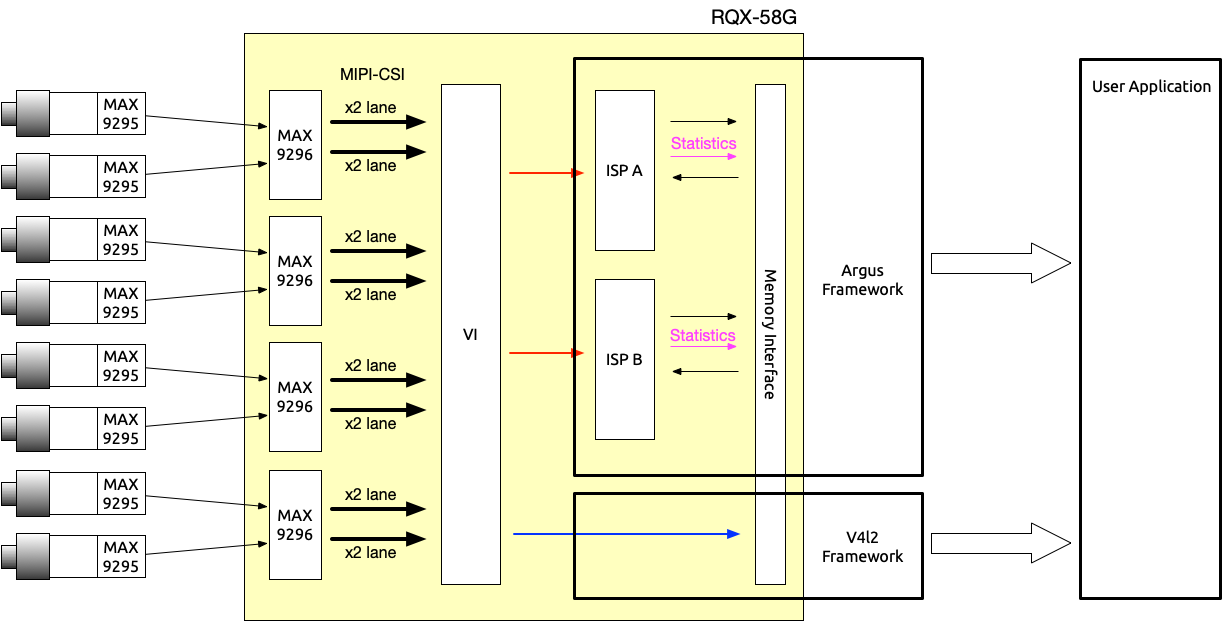 RQX-58G
MIPI-CSI
User Application
MAX
9295
MAX
9295
MAX
9295
MAX
9295
MAX
9295
MAX
9295
MAX
9295
MAX
9295
MAX
9296
MAX
9296
MAX
9296
MAX
9296
x2 lane
x2 lane
x2 lane
x2 lane
x2 lane
x2 lane
x2 lane
x2 lane
VI
ISP A
Statistics
ISP B
Statistics
Memory Interface
Argus
Framework
V4l2
Framework